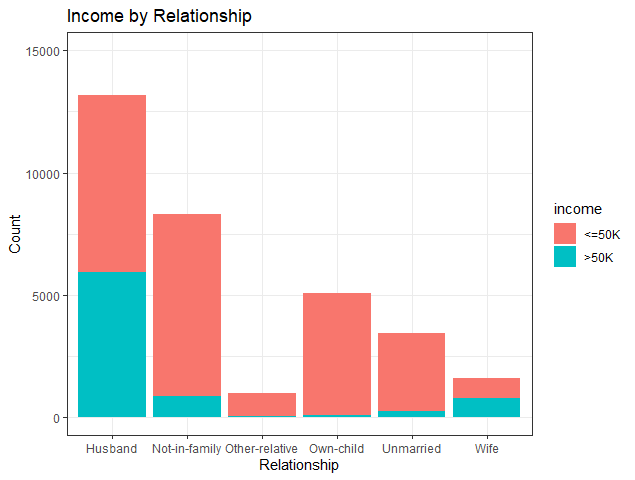 Income by Relationship
15000
10000
5000
0
Count
Husband
Not-in-family
Other-relative
Own-child
Unmarried
Wife
Relationship
income
<=50K
>50K